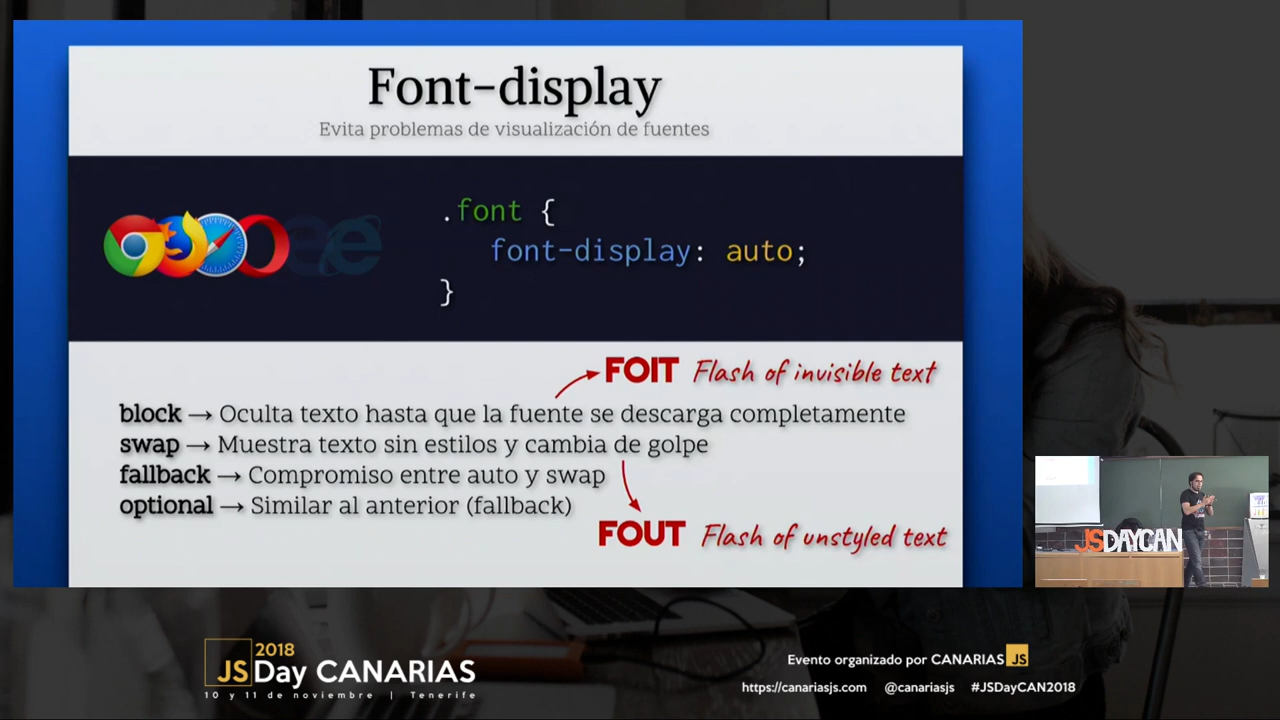 Font-display
Evita problemas de visualización de fuentes
.font {
font-display: auto;
}
FOIT Flash of invisible text
block → Oculta texto hasta que la fuente se descarga completamente
swap → Muestra texto sin estilos y cambia de golpe
fallback → Compromiso entre auto y swap
optional → Similar al anterior (fallback)
FOUT Flash of unstyled text
JSDAYCAN
2018
JSDay CANARIAS
10 y 11 de noviembre | Tenerife
Evento organizado por CANARIAS JS
https://canariasjs.com @canariasjs #JSDayCAN2018